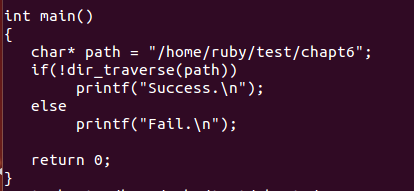 int main()
{
   char* path = "/home/ruby/test/chapt6";
   if(!dir_traverse(path))
        printf("Success.\n");
   else
        printf("Fail.\n");

   return 0;
}